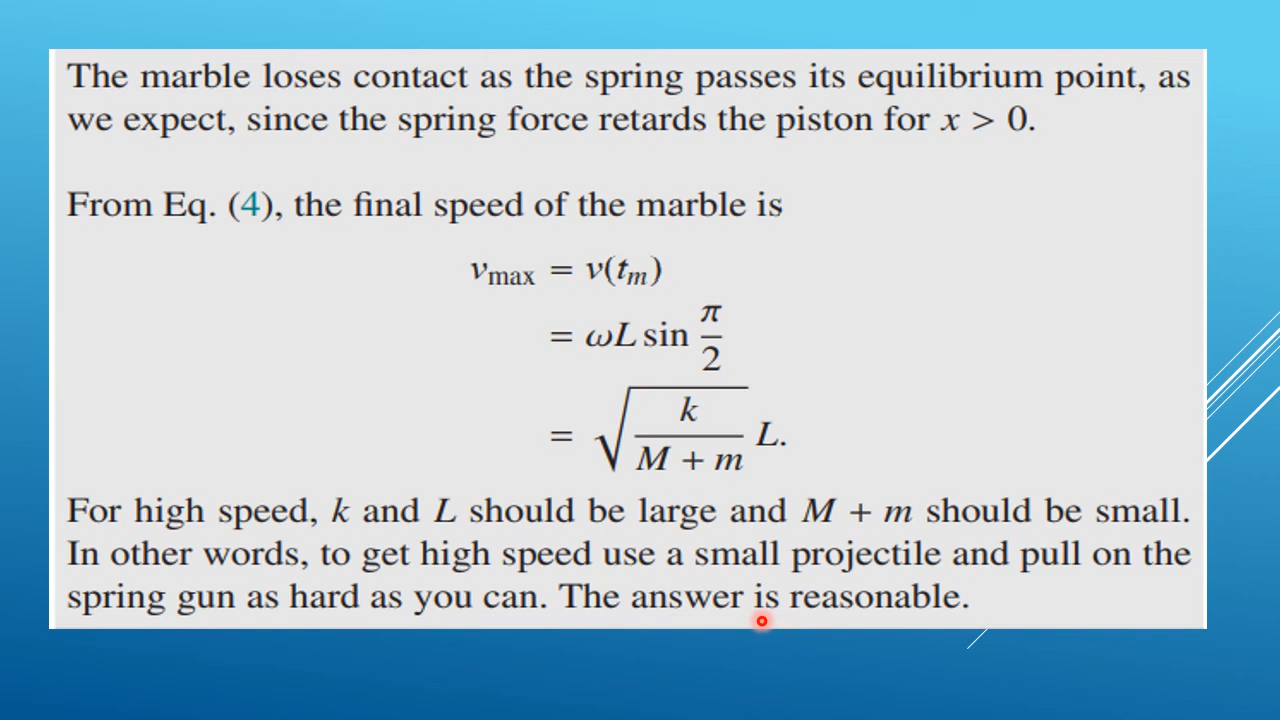 The marble loses contact as the spring passes its equilibrium point, as
we expect, since the spring force retards the piston for x > 0.
From Eq. (4), the final speed of the marble is
v_max = v(t_m)
= ωL sin π/2
= √(k/(M + m)) L.
For high speed, k and L should be large and M + m should be small.
In other words, to get high speed use a small projectile and pull on the
spring gun as hard as you can. The answer is reasonable.